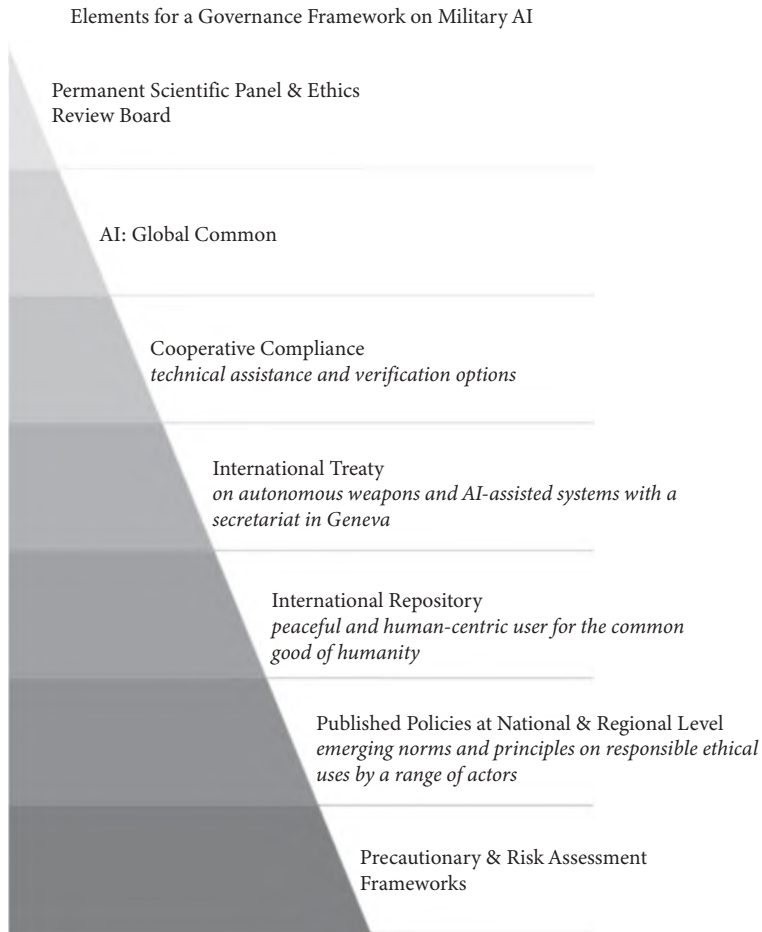 Elements for a Governance Framework on Military AI
Permanent Scientific Panel & Ethics
Review Board
AI: Global Common
Cooperative Compliance
technical assistance and verification options
International Treaty
on autonomous weapons and AI-assisted systems with a
secretariat in Geneva
International Repository
peaceful and human-centric user for the common
good of humanity
Published Policies at National & Regional Level
emerging norms and principles on responsible ethical
uses by a range of actors
Precautionary & Risk Assessment
Frameworks